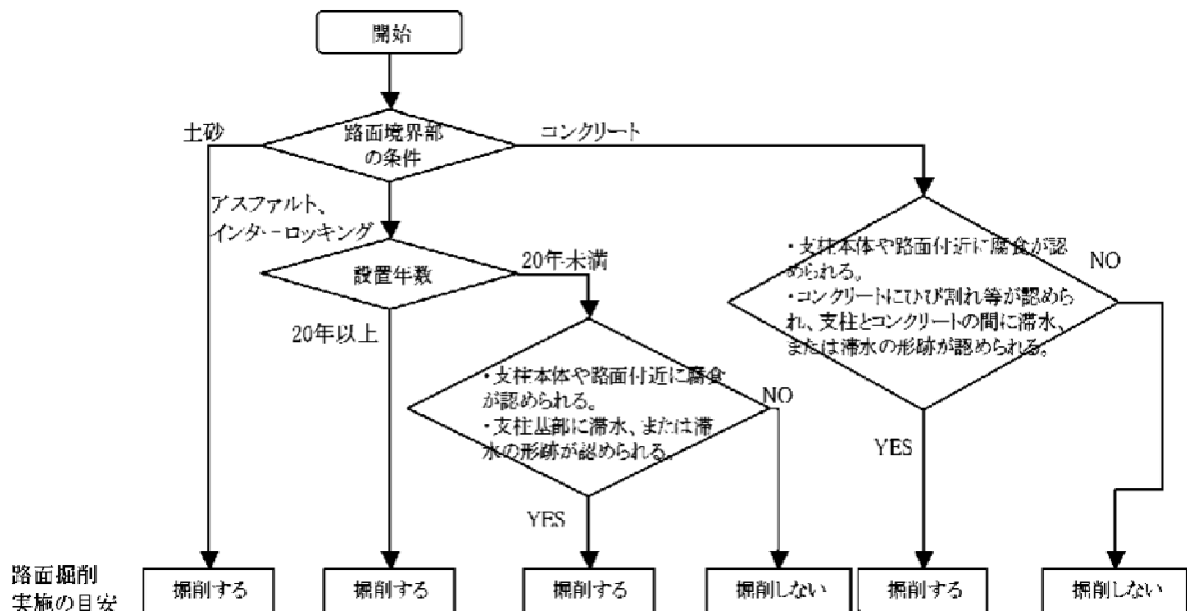 開始
土砂
路面境界部
の条件
コンクリート
アスファルト、
インターロッキング
設置年数
20年未満
20年以上
・支柱本体や路面付近に腐食が認
められる。
・コンクリートにひび割れ等が認めら
れ、支柱とコンクリートの間に滞水、
または滞水の形跡が認められる。
NO
・支柱本体や路面付近に腐食
が認められる。
・支柱基部に滞水、または滞
水の形跡が認められる。
NO
YES
YES
路面掘削
実施の目安
掘削する
掘削する
掘削する
掘削しない
掘削する
掘削しない